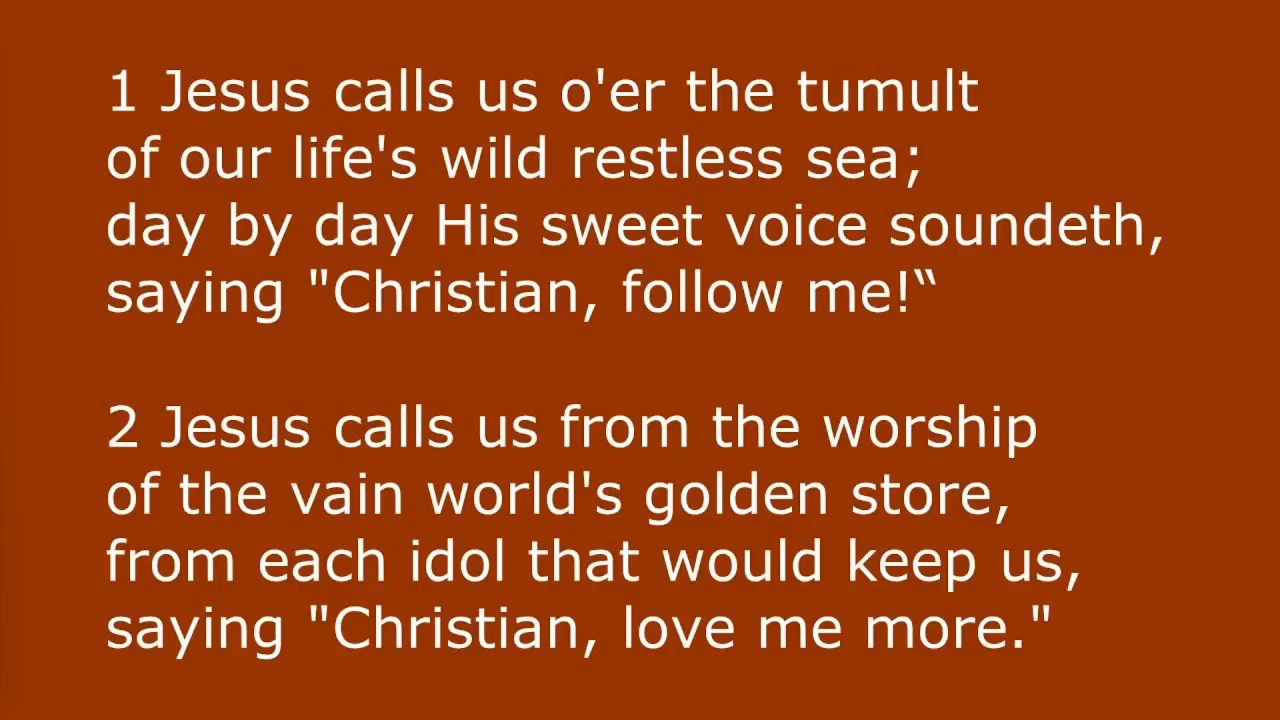 1 Jesus calls us o'er the tumult
of our life's wild restless sea;
day by day His sweet voice soundeth,
saying "Christian, follow me!“
2 Jesus calls us from the worship
of the vain world's golden store,
from each idol that would keep us,
saying "Christian, love me more."